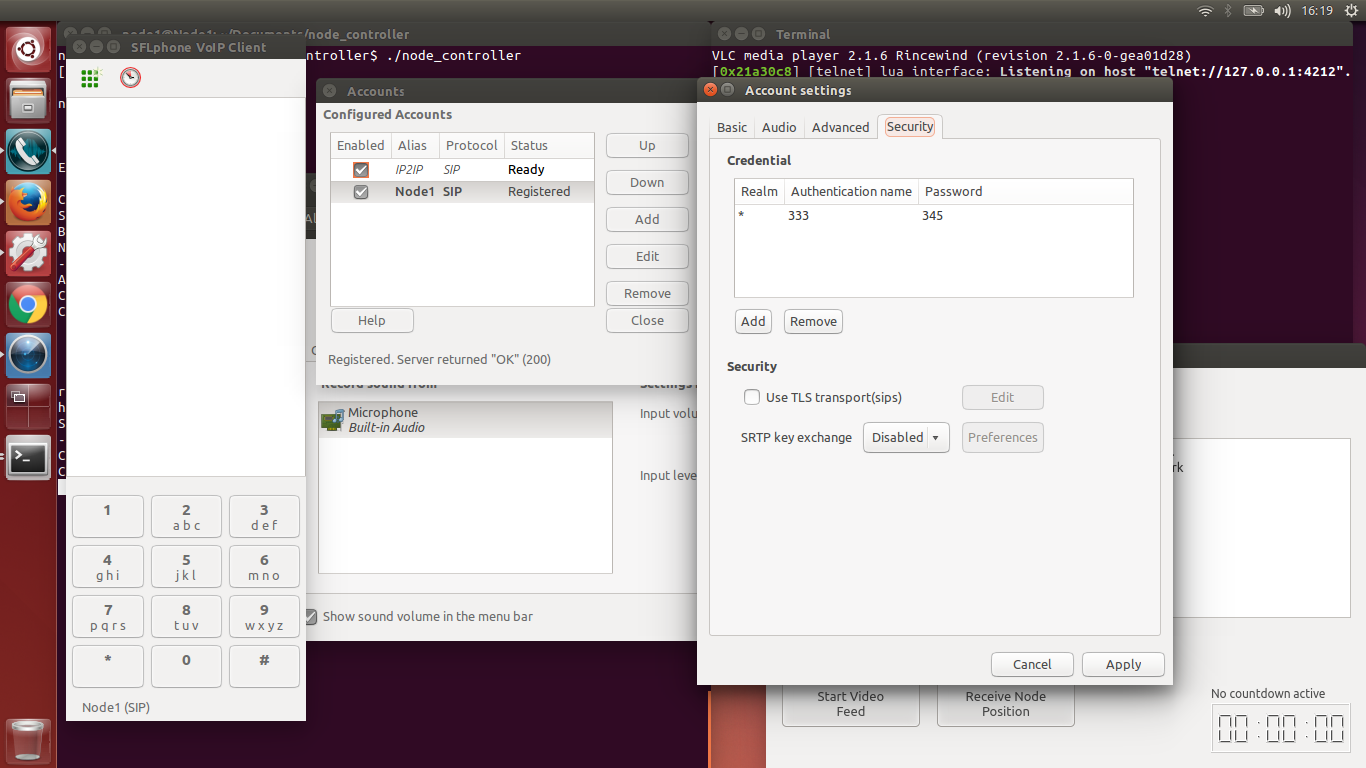 16:19
node1@Node1: ~/Documents/node_controller
ntroller$ ./node_controller
Terminal
VLC media player 2.1.6 Rincewind (revision 2.1.6-0-gea01d28)
[0x21a30c8] [telnet] lua interface: Listening on host "telnet://127.0.0.1:4212".
SFLphone VoIP Client
1
2
abc
3
def
4
ghi
5
jkl
6
mno
7
pqrs
8
tuv
9
wxyz
*
0
#
Node1 (SIP)
Accounts
Configured Accounts
Enabled Alias Protocol Status
IP2IP SIP Ready
Node1 SIP Registered
Up
Down
Add
Edit
Remove
Close
Help
Registered. Server returned "OK" (200)
Record sound from
Microphone
Built-in Audio
Input volu
Input leve
Show sound volume in the menu bar
Account settings
Basic Audio Advanced Security
Credential
Realm Authentication name Password
* 333 345
Add Remove
Security
Use TLS transport(sips) Edit
SRTP key exchange Disabled Preferences
Cancel Apply
rk
Start Video
Feed
Receive Node
Position
No countdown active
00:00:00